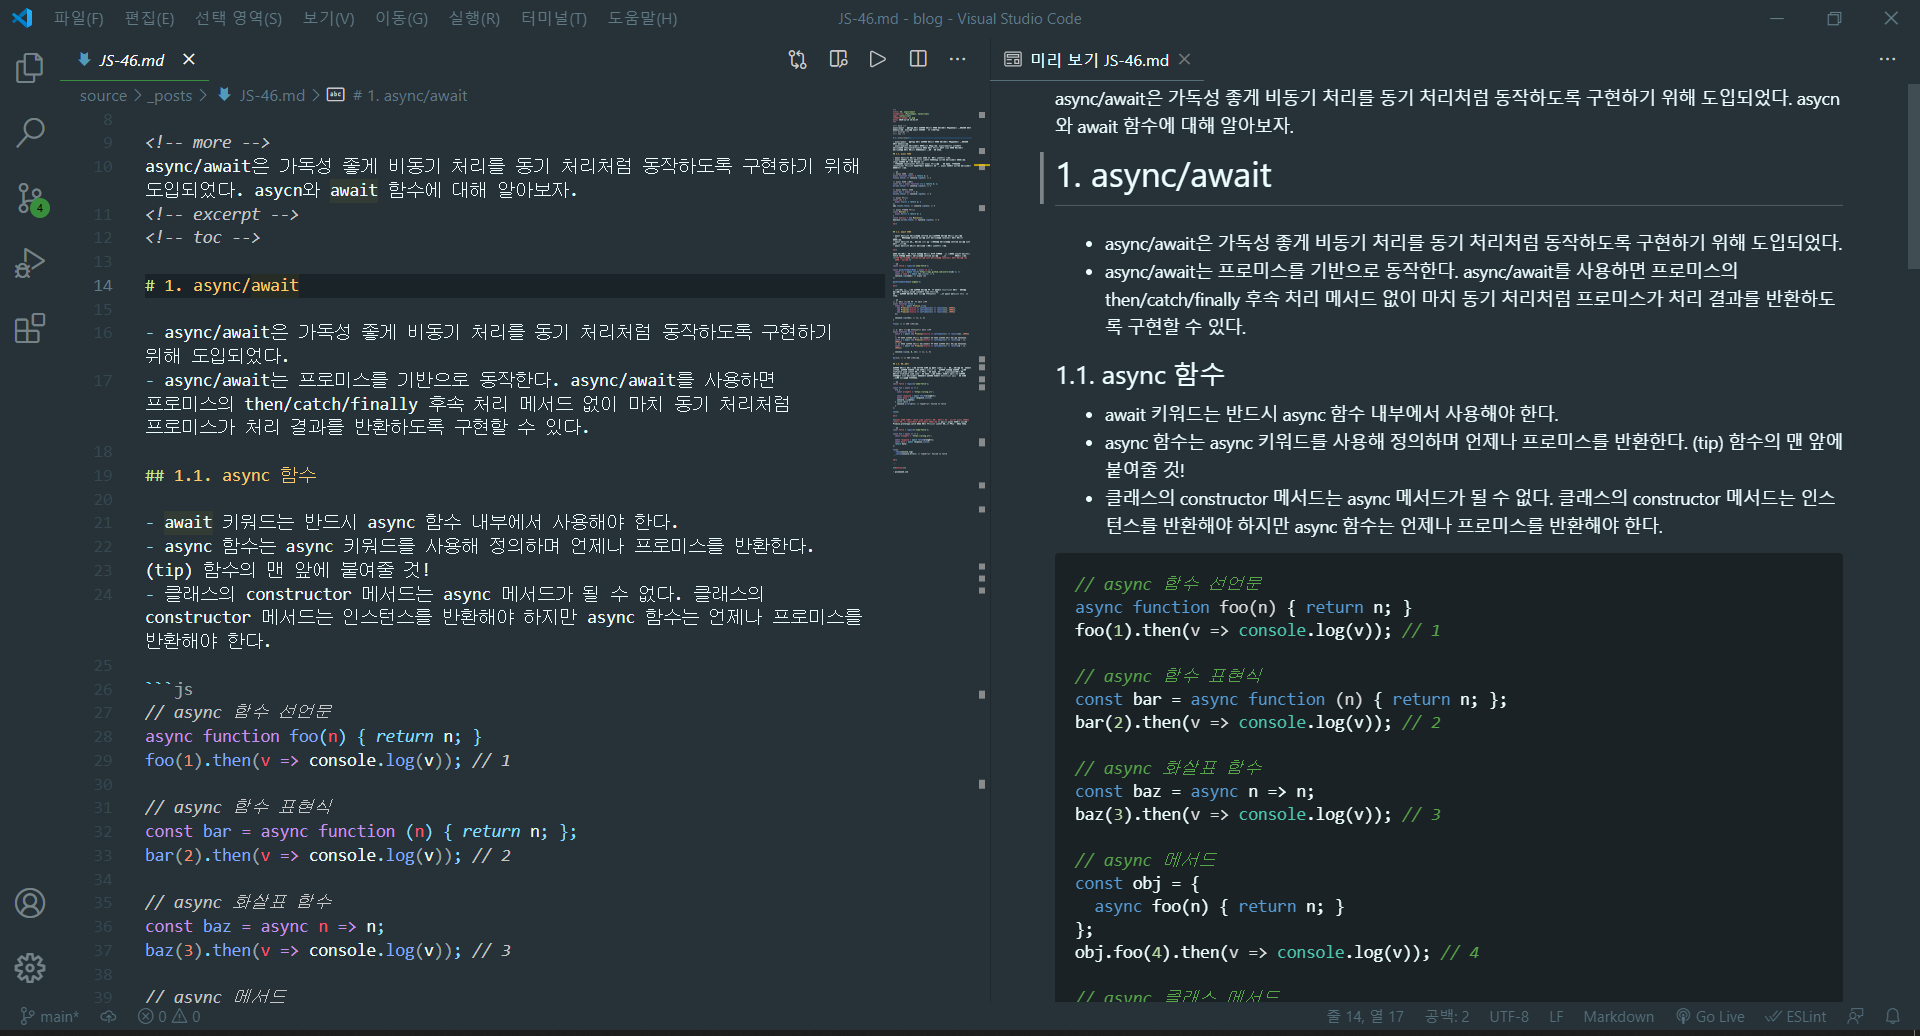 파일(F) 편집(E) 선택 영역(S) 보기(V) 이동(G) 실행(R) 터미널(T) 도움말(H) JS-46.md - blog - Visual Studio Code
JS-46.md
source > _posts > JS-46.md > # 1. async/await
8
9 <!-- more -->
10 async/await은 가독성 좋게 비동기 처리를 동기 처리처럼 동작하도록 구현하기 위해
도입되었다. asycn와 await 함수에 대해 알아보자.
11 <!-- excerpt -->
12 <!-- toc -->
13
14 # 1. async/await
15
16 - async/await은 가독성 좋게 비동기 처리를 동기 처리처럼 동작하도록 구현하기
위해 도입되었다.
17 - async/await는 프로미스를 기반으로 동작한다. async/await를 사용하면
프로미스의 then/catch/finally 후속 처리 메서드 없이 마치 동기 처리처럼
프로미스가 처리 결과를 반환하도록 구현할 수 있다.
18
19 ## 1.1. async 함수
20
21 - await 키워드는 반드시 async 함수 내부에서 사용해야 한다.
22 - async 함수는 async 키워드를 사용해 정의하며 언제나 프로미스를 반환한다.
23 (tip) 함수의 맨 앞에 붙여줄 것!
24 - 클래스의 constructor 메서드는 async 메서드가 될 수 없다. 클래스의
constructor 메서드는 인스턴스를 반환해야 하지만 async 함수는 언제나 프로미스를
반환해야 한다.
25
26 ```js
27 // async 함수 선언문
28 async function foo(n) { return n; }
29 foo(1).then(v => console.log(v)); // 1
30
31 // async 함수 표현식
32 const bar = async function (n) { return n; };
33 bar(2).then(v => console.log(v)); // 2
34
35 // async 화살표 함수
36 const baz = async n => n;
37 baz(3).then(v => console.log(v)); // 3
38
39 // async 메서드
미리 보기 JS-46.md
async/await은 가독성 좋게 비동기 처리를 동기 처리처럼 동작하도록 구현하기 위해 도입되었다. asycn
와 await 함수에 대해 알아보자.
1. async/await
• async/await은 가독성 좋게 비동기 처리를 동기 처리처럼 동작하도록 구현하기 위해 도입되었다.
• async/await는 프로미스를 기반으로 동작한다. async/await를 사용하면 프로미스의
then/catch/finally 후속 처리 메서드 없이 마치 동기 처리처럼 프로미스가 처리 결과를 반환하도
록 구현할 수 있다.
1.1. async 함수
• await 키워드는 반드시 async 함수 내부에서 사용해야 한다.
• async 함수는 async 키워드를 사용해 정의하며 언제나 프로미스를 반환한다. (tip) 함수의 맨 앞에
붙여줄 것!
• 클래스의 constructor 메서드는 async 메서드가 될 수 없다. 클래스의 constructor 메서드는 인스
턴스를 반환해야 하지만 async 함수는 언제나 프로미스를 반환해야 한다.
// async 함수 선언문
async function foo(n) { return n; }
foo(1).then(v => console.log(v)); // 1
// async 함수 표현식
const bar = async function (n) { return n; };
bar(2).then(v => console.log(v)); // 2
// async 화살표 함수
const baz = async n => n;
baz(3).then(v => console.log(v)); // 3
// async 메서드
const obj = {
async foo(n) { return n; }
};
obj.foo(4).then(v => console.log(v)); // 4
// async 클래스 메서드
4
main* 0 0 줄 14, 열 17 공백: 2 UTF-8 LF Markdown Go Live ESLint